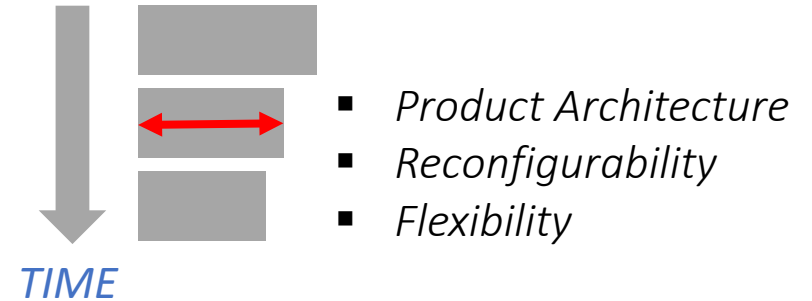 ▪ Product Architecture
▪ Reconfigurability
▪ Flexibility
TIME